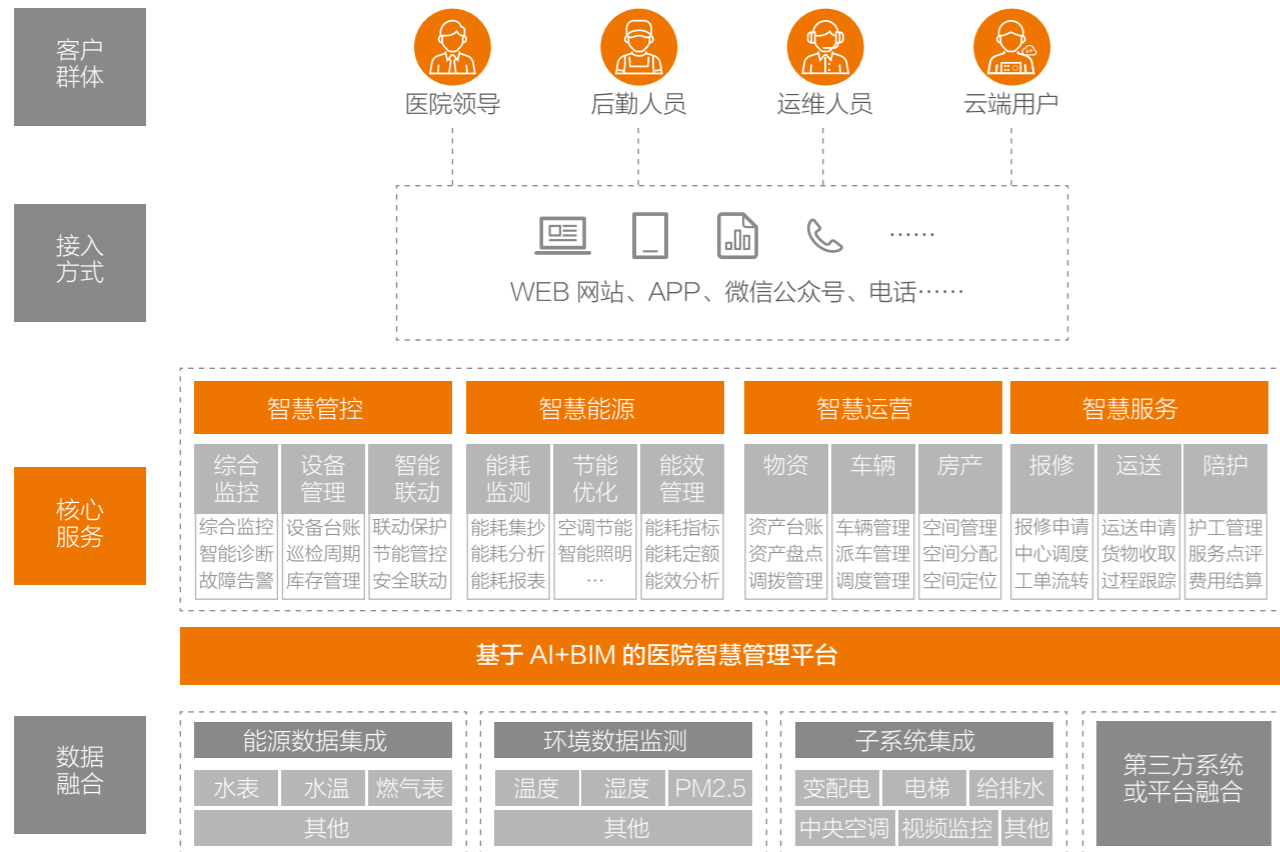 客户
群体
医院领导
后勤人员
运维人员
云端用户
接入
方式
……
WEB 网站、APP、微信公众号、电话……
核心
服务
智慧管控
智慧能源
智慧运营
智慧服务
综合
监控
设备
管理
智能
联动
能耗
监测
节能
优化
能效
管理
物资
车辆
房产
报修
运送
陪护
综合监控
智能诊断
故障告警
设备台账
巡检周期
库存管理
联动保护
节能管控
安全联动
能耗集抄
能耗分析
能耗报表
空调节能
智能照明
…
能耗指标
能耗定额
能效分析
资产台账
资产盘点
调拨管理
车辆管理
派车管理
调度管理
空间管理
空间分配
空间定位
报修申请
中心调度
工单流转
运送申请
货物收取
过程跟踪
护工管理
服务点评
费用结算
基于 AI+BIM 的医院智慧管理平台
数据
融合
能源数据集成
水表
水温
燃气表
其他
环境数据监测
温度
湿度
PM2.5
其他
子系统集成
变配电
电梯
给排水
中央空调
视频监控
其他
第三方系统
或平台融合